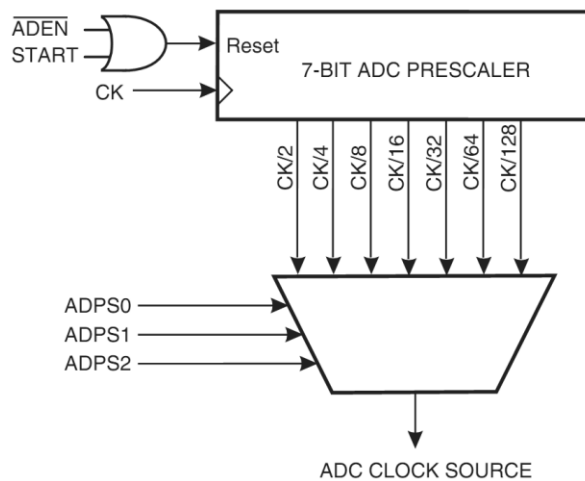 A̅D̅E̅N̅
START
CK
Reset
7-BIT ADC PRESCALER
CK/2
CK/4
CK/8
CK/16
CK/32
CK/64
CK/128
ADPS0
ADPS1
ADPS2
ADC CLOCK SOURCE